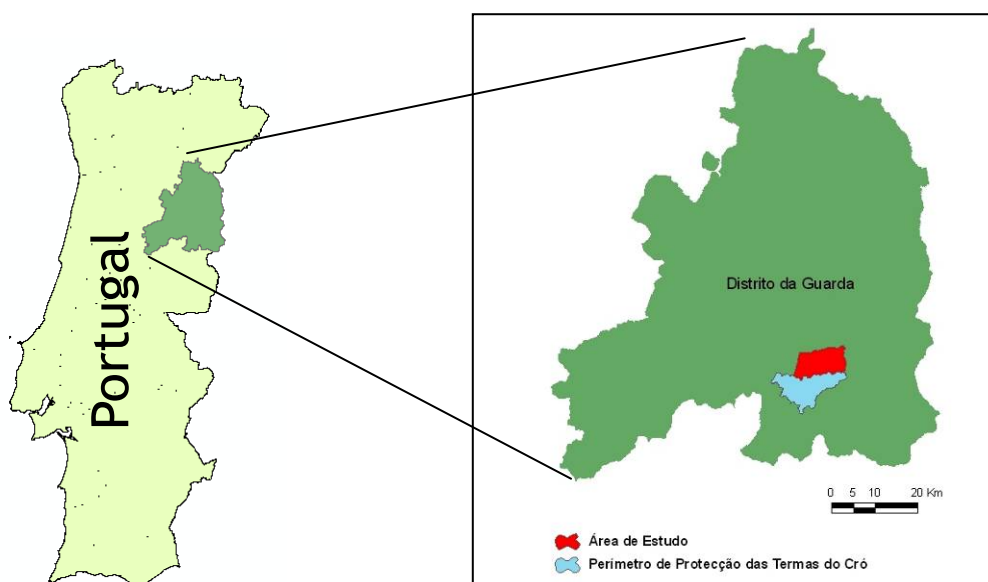 Portugal
Distrito da Guarda
0 5 10 20 Km
Área de Estudo
Perímetro de Protecção das Termas do Cró